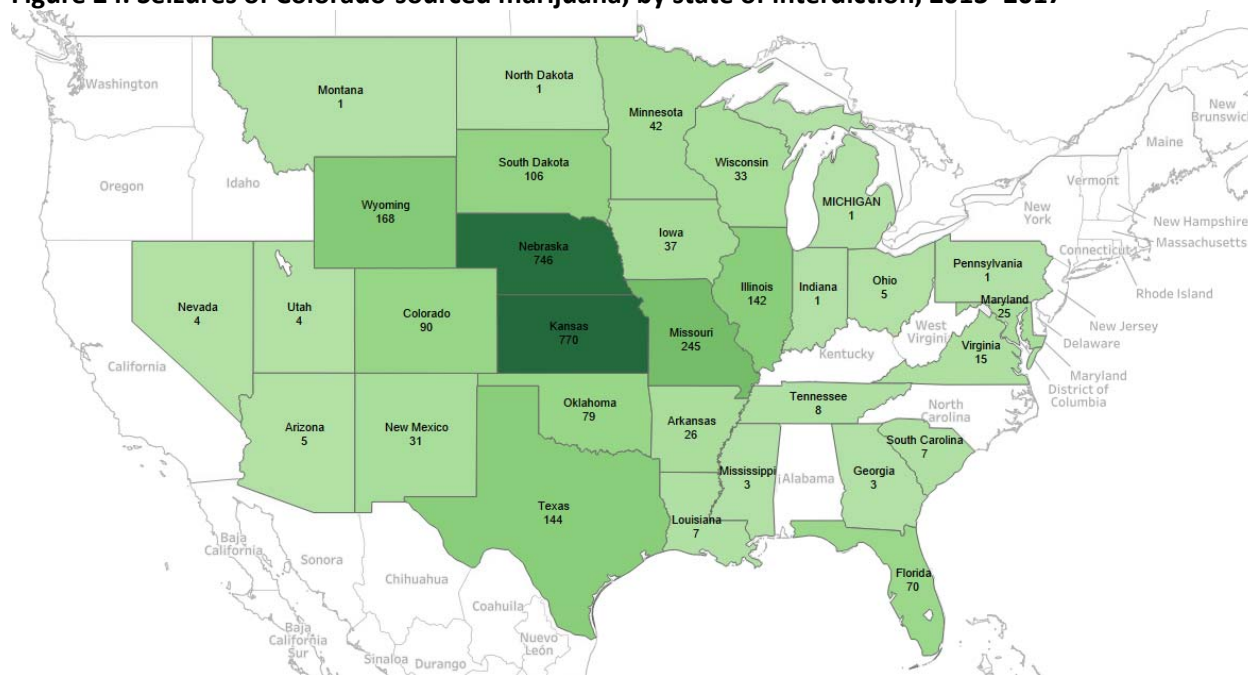 Figure 24. Seizures of Colorado-sourced marijuana, by state of interdiction, 2013–2017
Washington
Montana
1
North Dakota
1
Minnesota
42
Maine
New
Brunswick
Oregon
Idaho
Wyoming
168
South Dakota
106
Wisconsin
33
MICHIGAN
1
Vermont
New
York
New Hampshire
Massachusetts
Connecticut
Rhode Island
Nebraska
746
Iowa
37
Nevada
4
Utah
4
Colorado
90
Kansas
770
Missouri
245
Illinois
142
Indiana
1
Ohio
5
Pennsylvania
1
Maryland
25
New Jersey
Delaware
Maryland
District of
Columbia
West
Virgini
Virginia
15
Kentucky
California
Arizona
5
New Mexico
31
Oklahoma
79
Arkansas
26
Tennessee
8
North
Carolina
South Carolina
7
Mississippi
3
Alabama
Georgia
3
Texas
144
Louisiana
7
Florida
70
Baja
California
Sonora
Chihuahua
Coahuila
Nuevo
León
Baja
California
Sur
Sinaloa
Durango